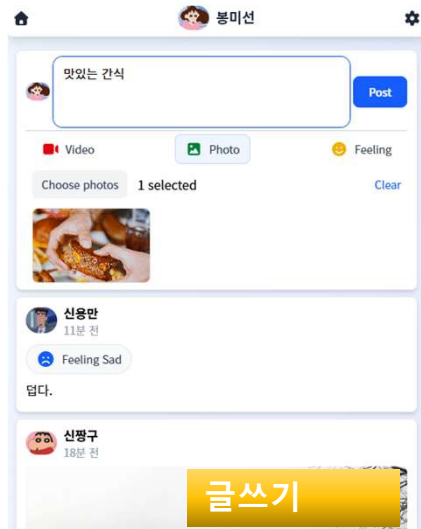 봉미선
맛있는 간식
Post
Video Photo Feeling
Choose photos 1 selected Clear
신용만
11분 전
Feeling Sad
덥다.
신짱구
18분 전
글쓰기